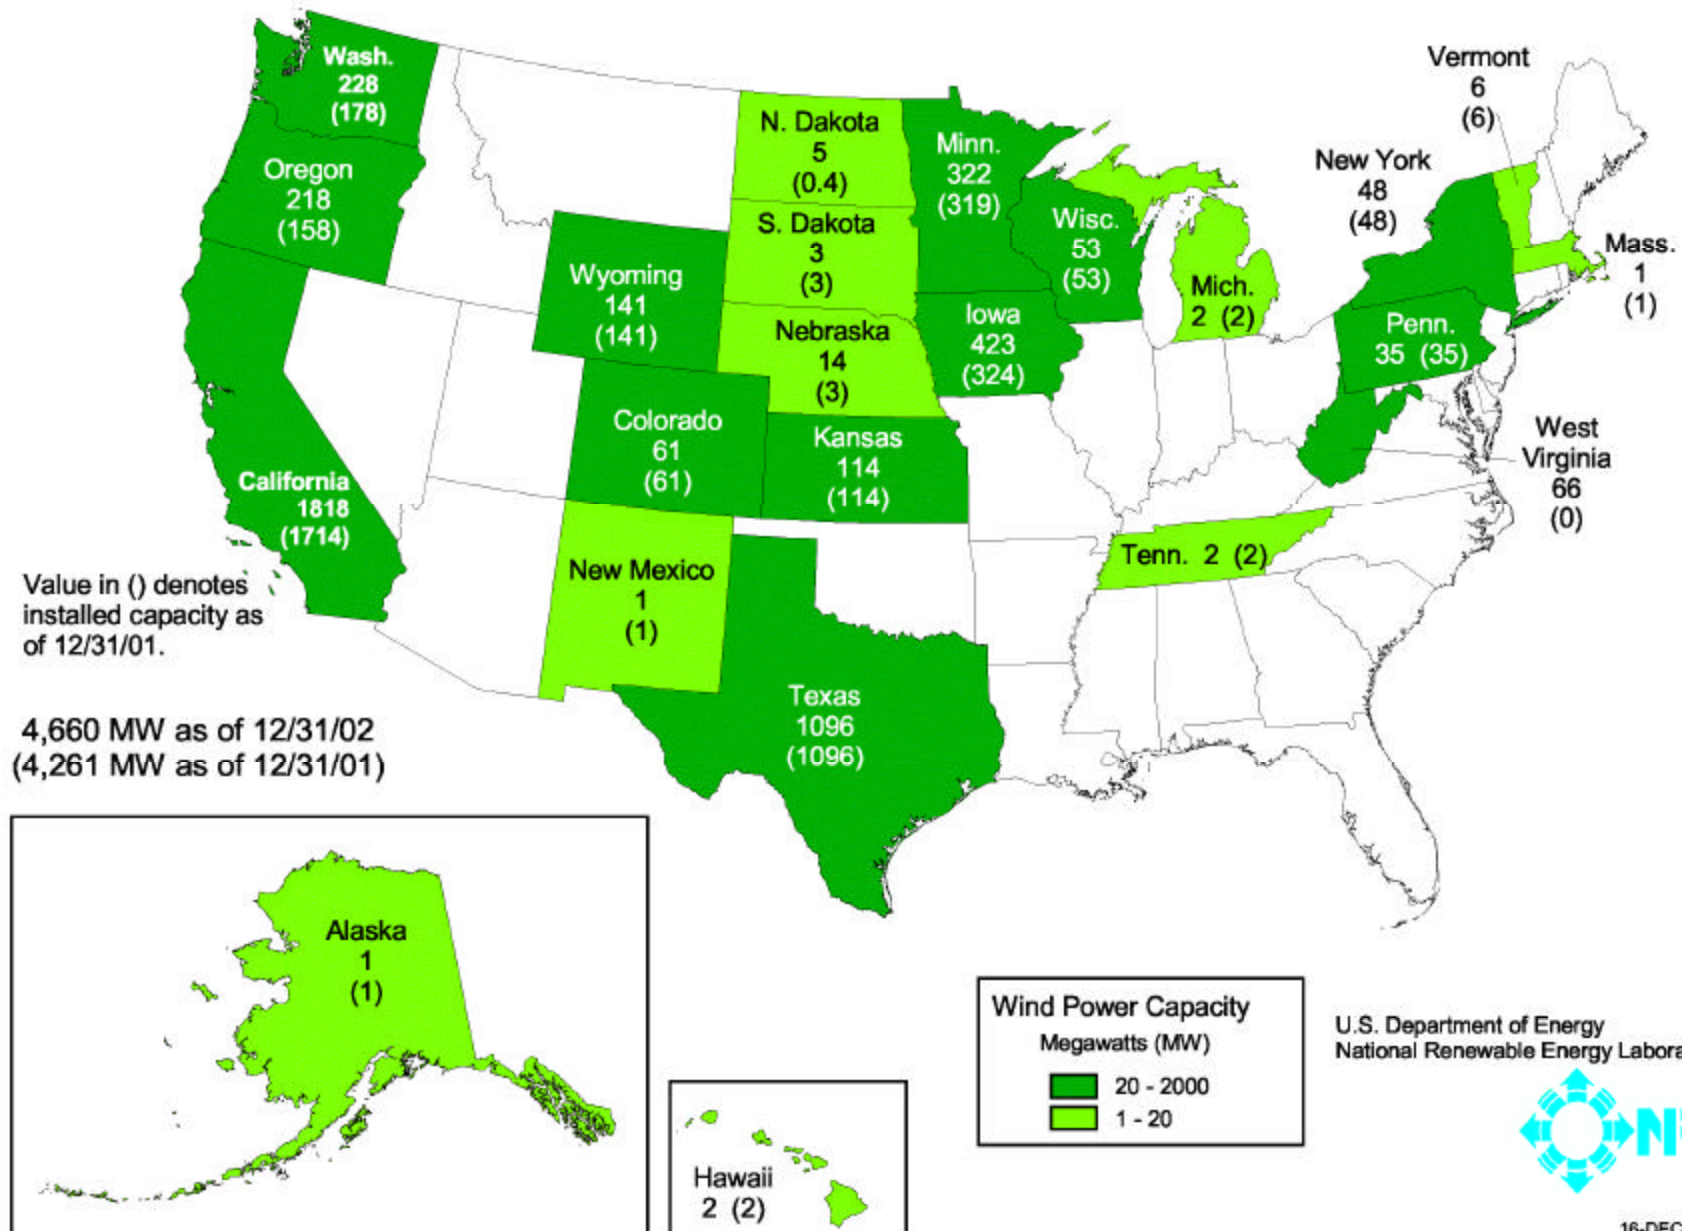 Wash.
228
(178)
Oregon
218
(158)
California
1818
(1714)
Wyoming
141
(141)
Colorado
61
(61)
New Mexico
1
(1)
N. Dakota
5
(0.4)
S. Dakota
3
(3)
Nebraska
14
(3)
Kansas
114
(114)
Texas
1096
(1096)
Minn.
322
(319)
Iowa
423
(324)
Wisc.
53
(53)
Mich.
2 (2)
Tenn. 2 (2)
Vermont
6
(6)
New York
48
(48)
Mass.
1
(1)
Penn.
35 (35)
West
Virginia
66
(0)
Value in () denotes
installed capacity as
of 12/31/01.
4,660 MW as of 12/31/02
(4,261 MW as of 12/31/01)
Alaska
1
(1)
Hawaii
2 (2)
Wind Power Capacity
Megawatts (MW)
20 - 2000
1 - 20
U.S. Department of Energy
National Renewable Energy Labora
16-DEC